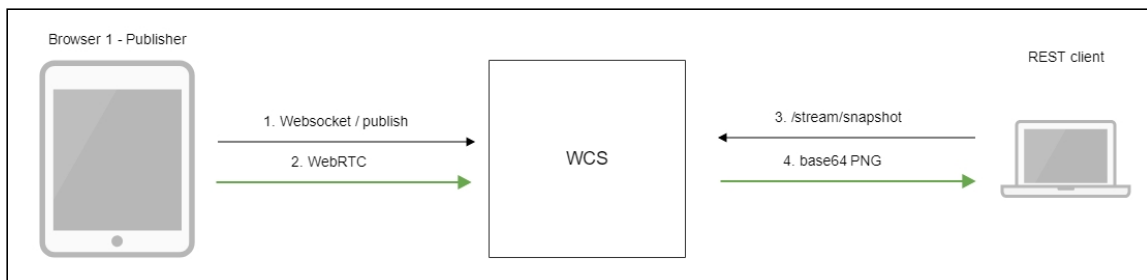 Browser 1 - Publisher
REST client
1. Websocket / publish
3. /stream/snapshot
2. WebRTC
WCS
4. base64 PNG